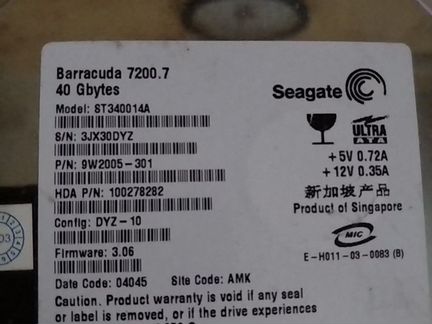 Barracuda 7200.7
40 Gbytes
Model: ST340014A
Seagate
S/N: 3JX30DYZ
ULTRA
ATA
P/N: 9W2005-301
+5V 0.72A
+12V 0.35A
HDA P/N: 100278282
新加坡产品
Product of Singapore
Config: DYZ-10
MIC
Firmware: 3.06
E-H011-03-0083 (B)
Date Code: 04045 Site Code: AMK
Caution. Product warranty is void if any seal
or label is removed, or if the drive experiences